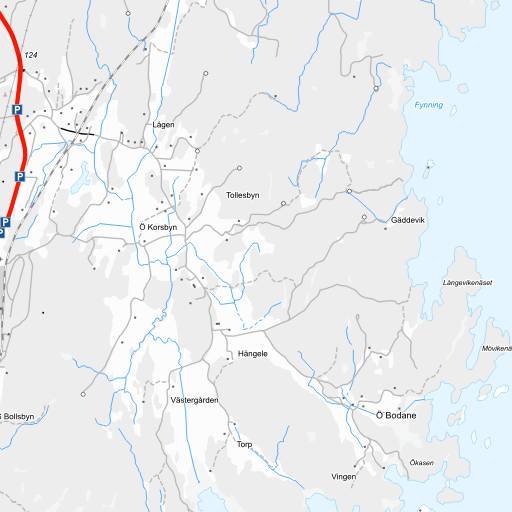 124
Fynning
P
Lågen
P
Tollesbyn
Gäddevik
P
Ö Korsbyn
Långevikenäset
Mövikenä
Hängele
Västergården
Ö Bodane
Bollsbyn
Torp
Ökasen
Vingen